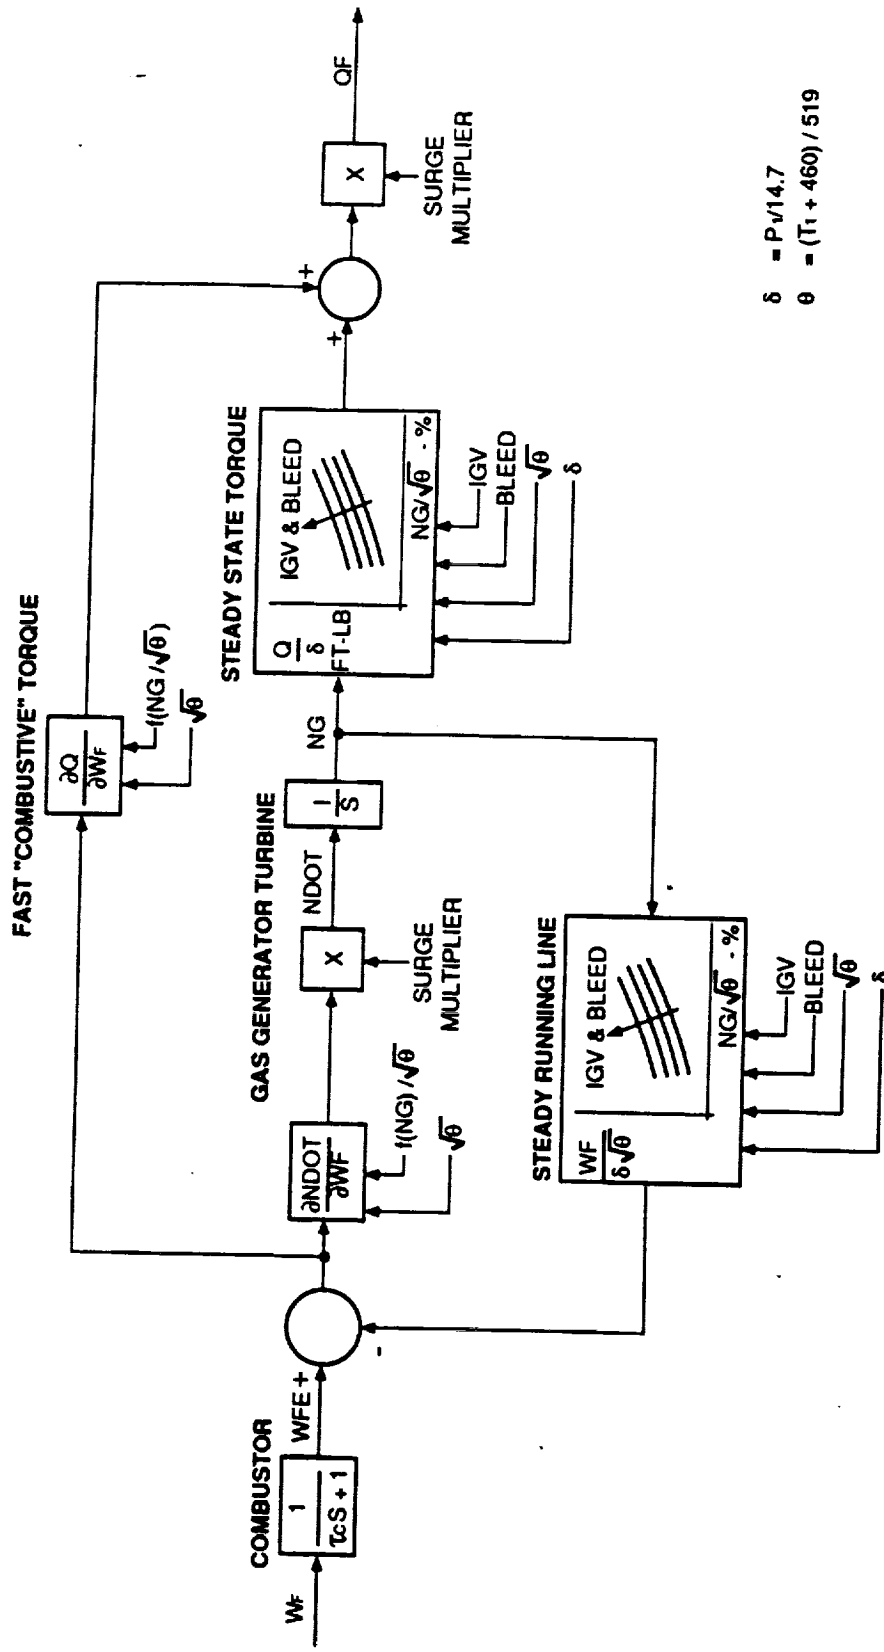 FAST "COMBUSTIVE" TORQUE
∂Q
∂WF
f(NG /√θ)
√θ
COMBUSTOR
WF
1
τcS + 1
WFE +
-
GAS GENERATOR TURBINE
∂NDOT
∂WF
f(NG) /√θ
√θ
X
SURGE
MULTIPLIER
NDOT
1
S
NG
STEADY STATE TORQUE
Q
δ
FT-LB
IGV & BLEED
NG/√θ - %
IGV
BLEED
√θ
δ
+
+
X
SURGE
MULTIPLIER
QF
STEADY RUNNING LINE
WF
δ√θ
IGV & BLEED
NG/√θ - %
IGV
BLEED
√θ
δ
δ = P1/14.7
θ = (T1 + 460) / 519